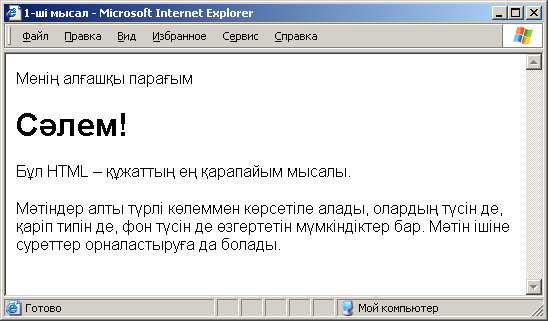 1-ші мысал - Microsoft Internet Explorer
Файл Правка Вид Избранное Сервис Справка
Менің алғашқы парағым
Сәлем!
Бұл HTML – құжаттың ең қарапайым мысалы.
Мәтіндер алты түрлі көлеммен көрсетіле алады, олардың түсін де,
қаріп типін де, фон түсін де өзгертетін мүмкіндіктер бар. Мәтін ішіне
суреттер орналастыруға да болады.
Готово Мой компьютер